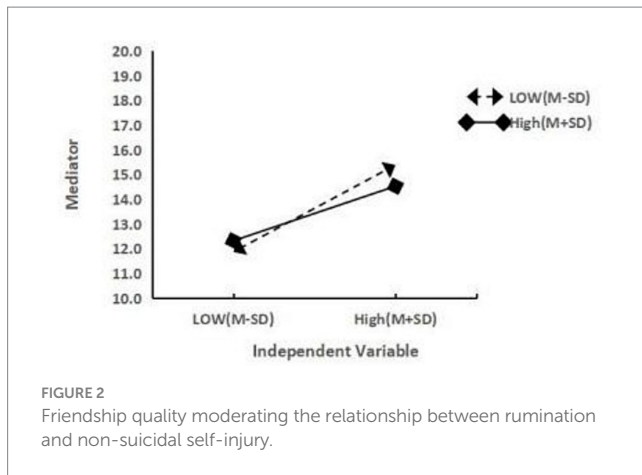 20.0
19.0
18.0
17.0
16.0
15.0
14.0
13.0
12.0
11.0
10.0
Mediator
LOW(M-SD)
High(M+SD)
LOW(M-SD)
High(M+SD)
Independent Variable
FIGURE 2
Friendship quality moderating the relationship between rumination
and non-suicidal self-injury.